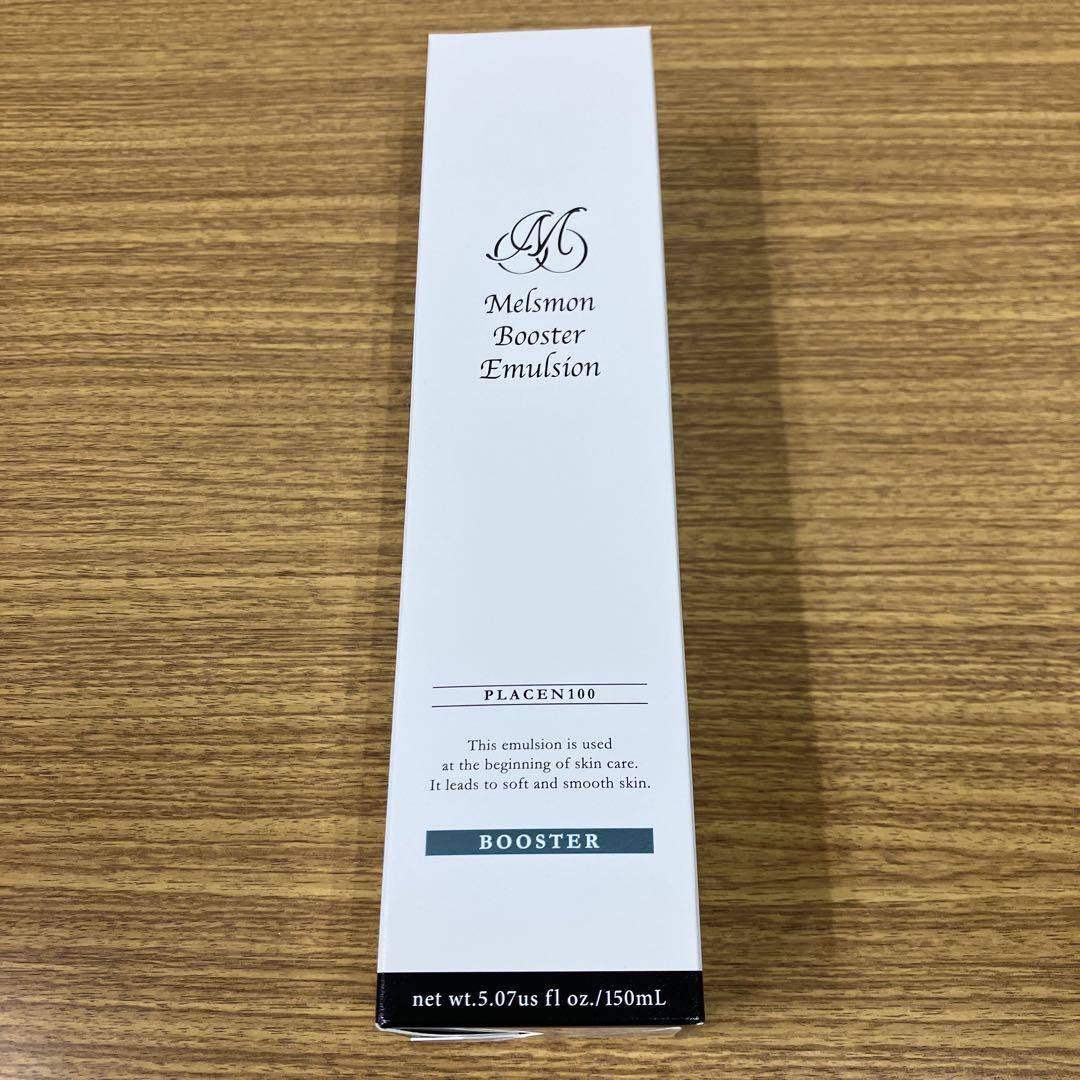 M
Melsmon
Booster
Emulsion
PLACEN100
This emulsion is used
at the beginning of skin care.
It leads to soft and smooth skin.
BOOSTER
net wt.5.07us fl oz./150mL